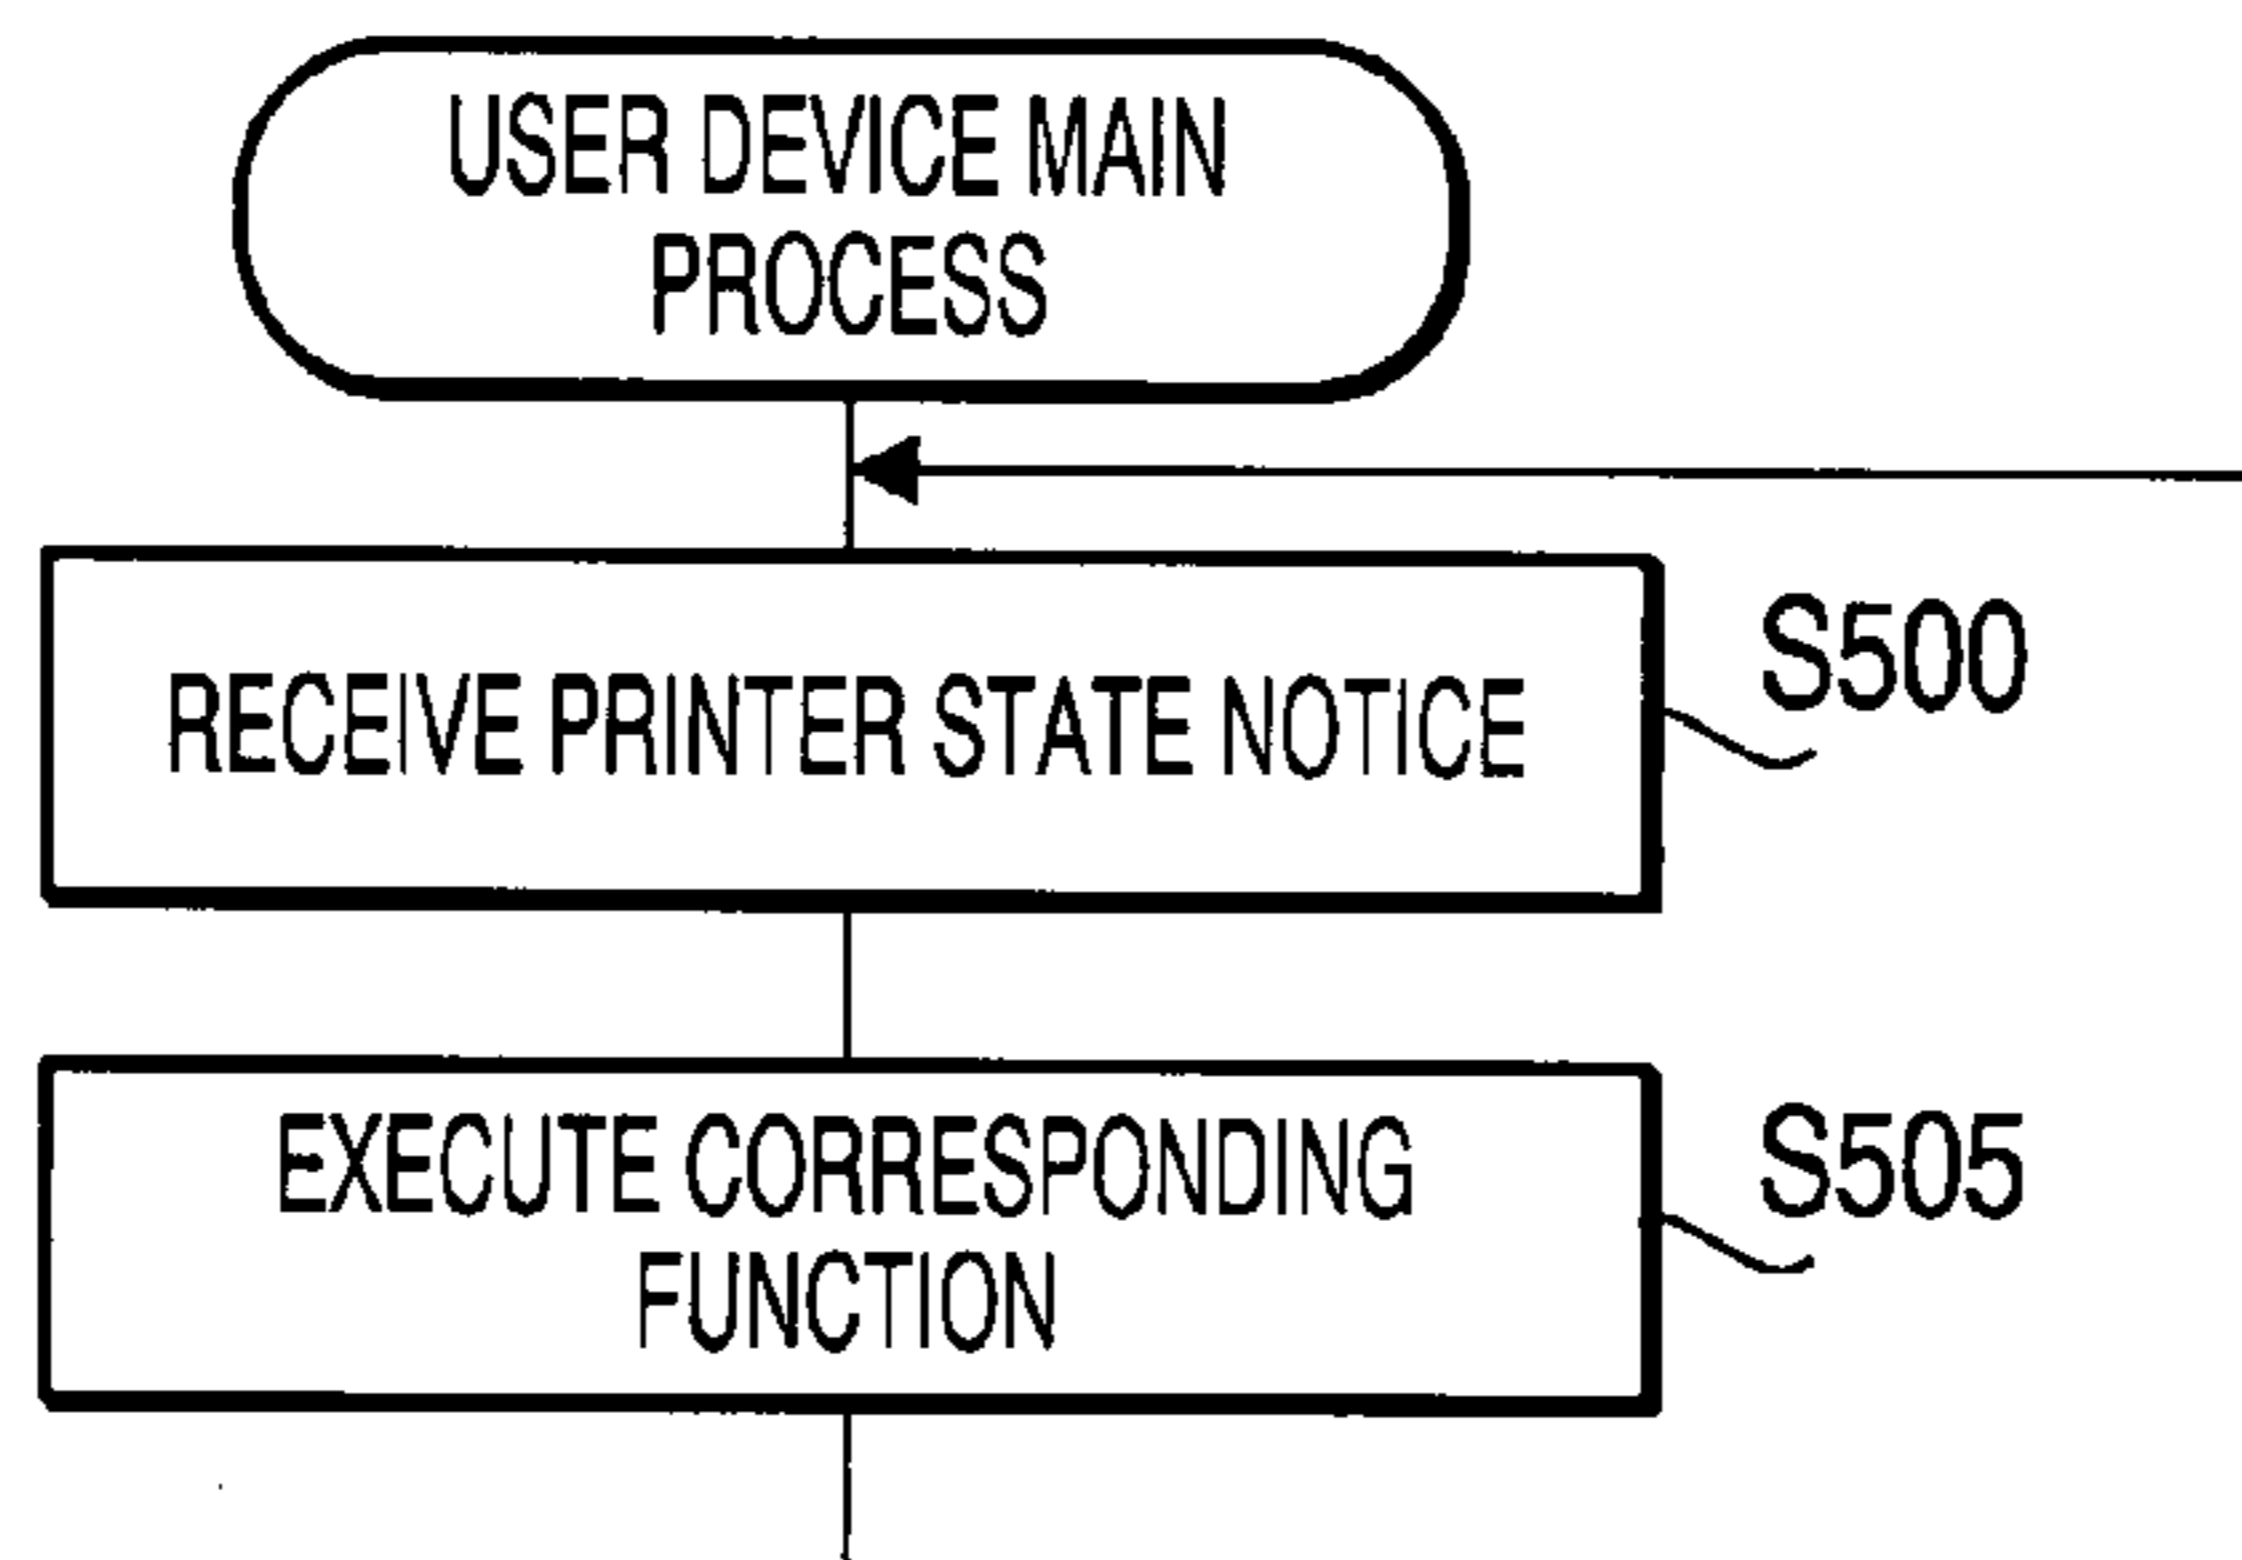 USER DEVICE MAIN
PROCESS
RECEIVE PRINTER STATE NOTICE
S500
EXECUTE CORRESPONDING
FUNCTION
S505